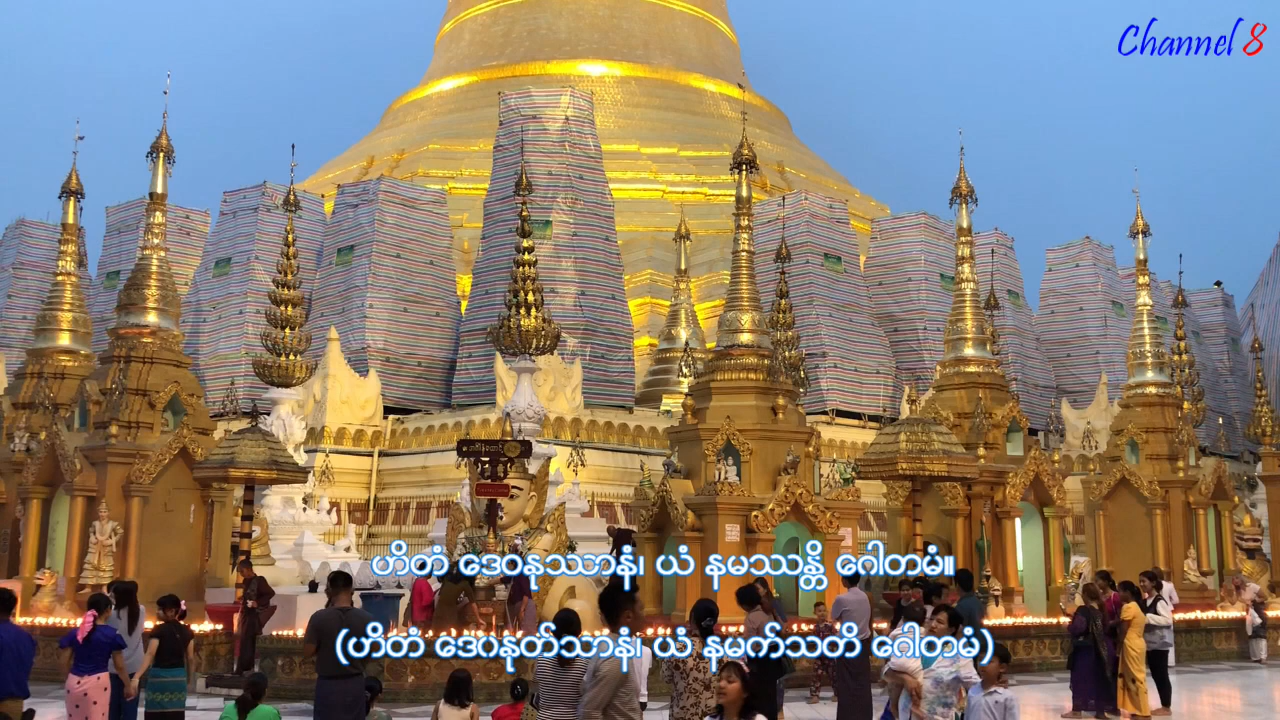 Channel 8
ဟိတံ ဒေဝနုဿာနံ၊ ယံ နမဿန္တိ ဂေါတမံ။
(ဟိတံ ဒေဂနုတ်သာနံ၊ ယံ နမက်သတိ ဂေါတမံ)